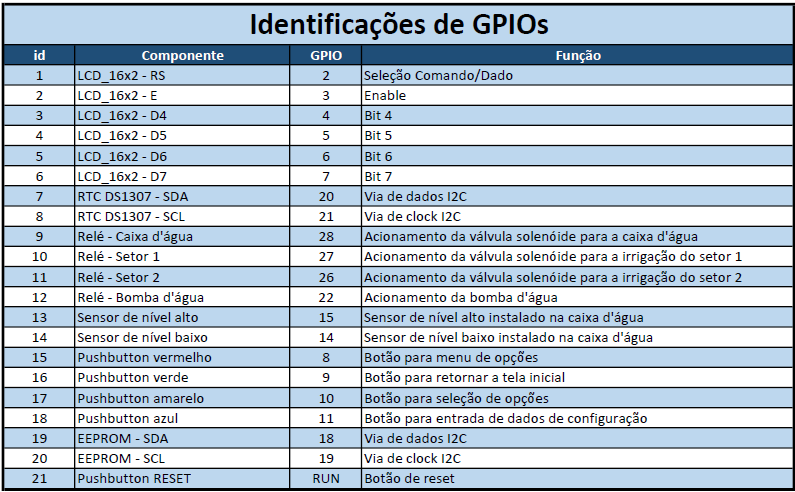 Identificações de GPIOs
id Componente GPIO Função
1 LCD_16x2 - RS 2 Seleção Comando/Dado
2 LCD_16x2 - E 3 Enable
3 LCD_16x2 - D4 4 Bit 4
4 LCD_16x2 - D5 5 Bit 5
5 LCD_16x2 - D6 6 Bit 6
6 LCD_16x2 - D7 7 Bit 7
7 RTC DS1307 - SDA 20 Via de dados I2C
8 RTC DS1307 - SCL 21 Via de clock I2C
9 Relé - Caixa d'água 28 Acionamento da válvula solenóide para a caixa d'água
10 Relé - Setor 1 27 Acionamento da válvula solenóide para a irrigação do setor 1
11 Relé - Setor 2 26 Acionamento da válvula solenóide para a irrigação do setor 2
12 Relé - Bomba d'água 22 Acionamento da bomba d'água
13 Sensor de nível alto 15 Sensor de nível alto instalado na caixa d'água
14 Sensor de nível baixo 14 Sensor de nível baixo instalado na caixa d'água
15 Pushbutton vermelho 8 Botão para menu de opções
16 Pushbutton verde 9 Botão para retornar a tela inicial
17 Pushbutton amarelo 10 Botão para seleção de opções
18 Pushbutton azul 11 Botão para entrada de dados de configuração
19 EEPROM - SDA 18 Via de dados I2C
20 EEPROM - SCL 19 Via de clock I2C
21 Pushbutton RESET RUN Botão de reset